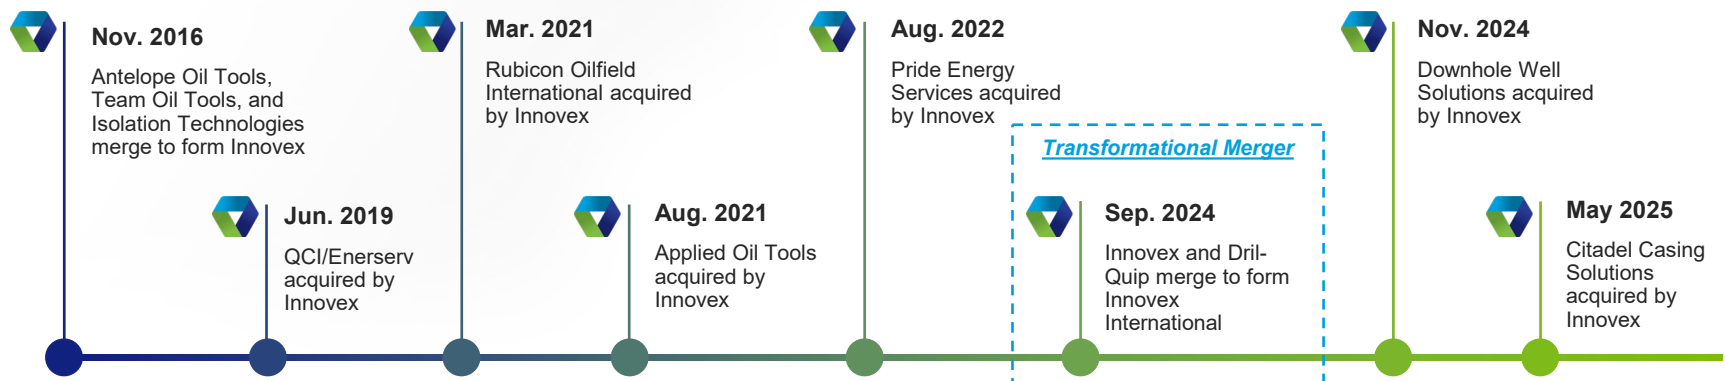 Nov. 2016
Antelope Oil Tools,
Team Oil Tools, and
Isolation Technologies
merge to form Innovex
Jun. 2019
QCI/Enerserv
acquired by
Innovex
Mar. 2021
Rubicon Oilfield
International acquired
by Innovex
Aug. 2021
Applied Oil Tools
acquired by
Innovex
Aug. 2022
Pride Energy
Services acquired
by Innovex
Transformational Merger
Sep. 2024
Innovex and Dril-
Quip merge to form
Innovex
International
Nov. 2024
Downhole Well
Solutions acquired
by Innovex
May 2025
Citadel Casing
Solutions
acquired by
Innovex